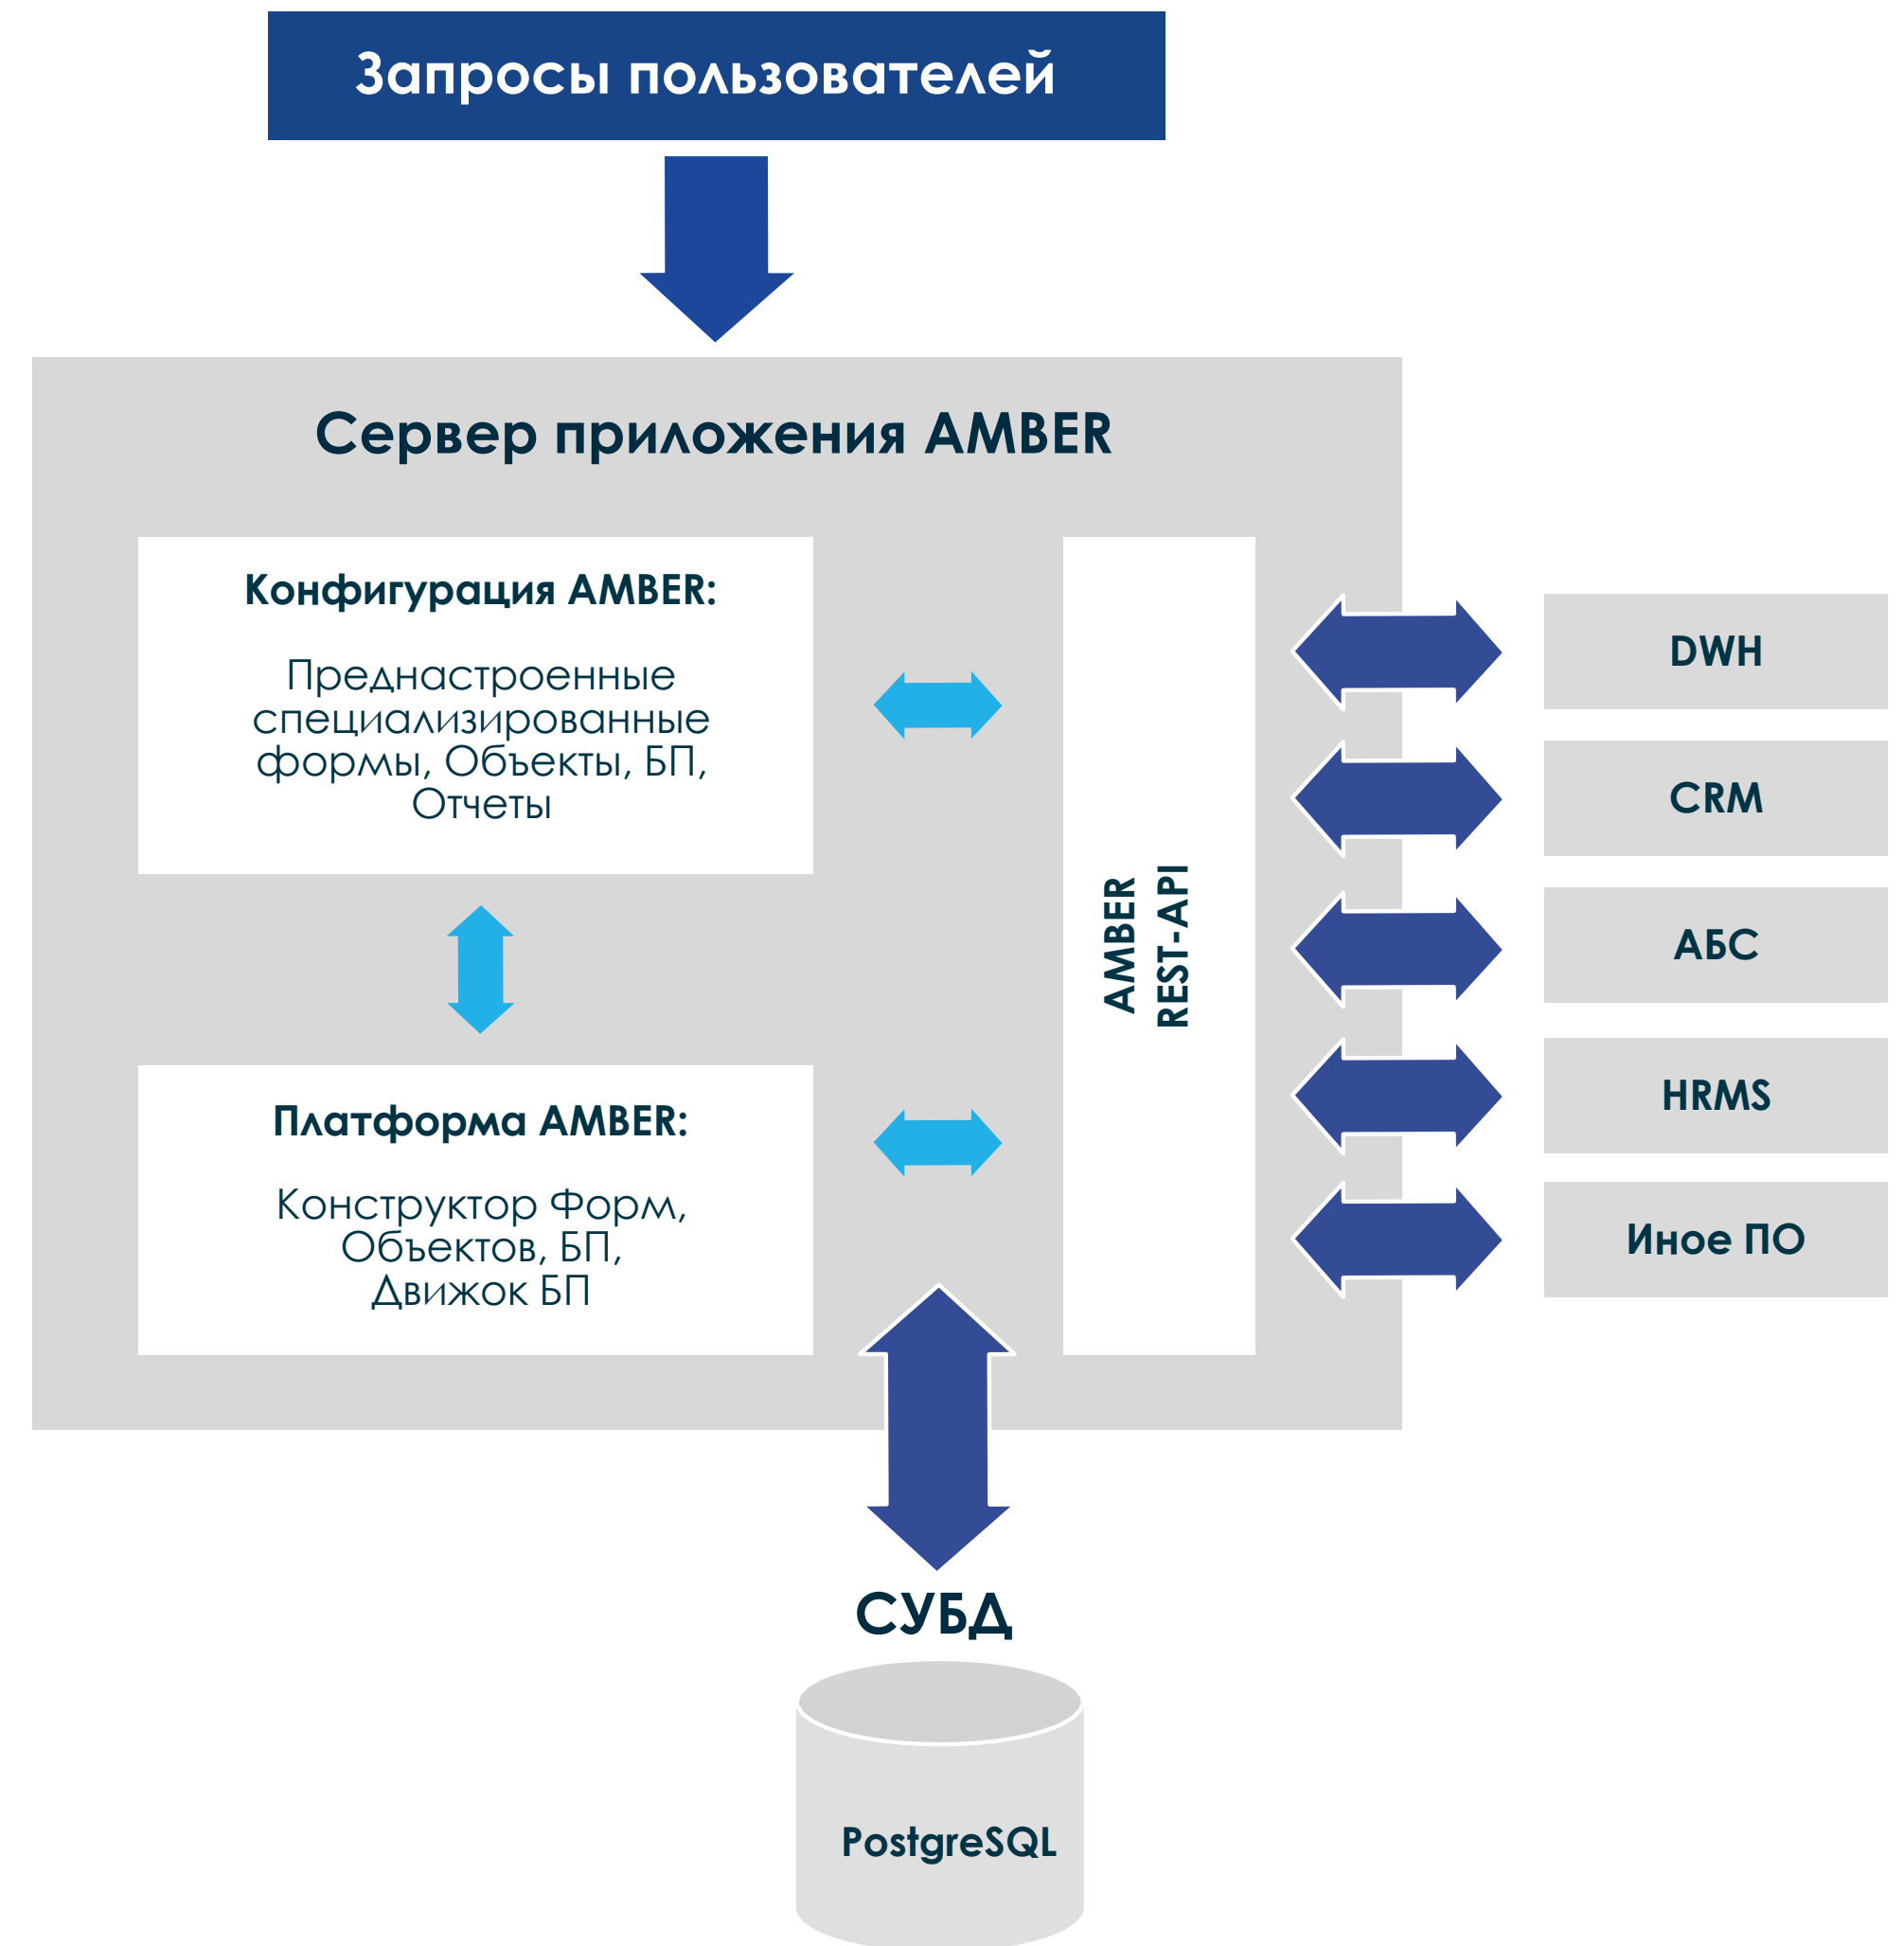 Запросы пользователей
Сервер приложения AMBER
Конфигурация AMBER:
Преднастроенные
специализированные
формы, Объекты, БП,
Отчеты
Платформа AMBER:
Конструктор Форм,
Объектов, БП,
Движок БП
AMBER
REST-API
DWH
CRM
АБС
HRMS
Иное ПО
СУБД
PostgreSQL